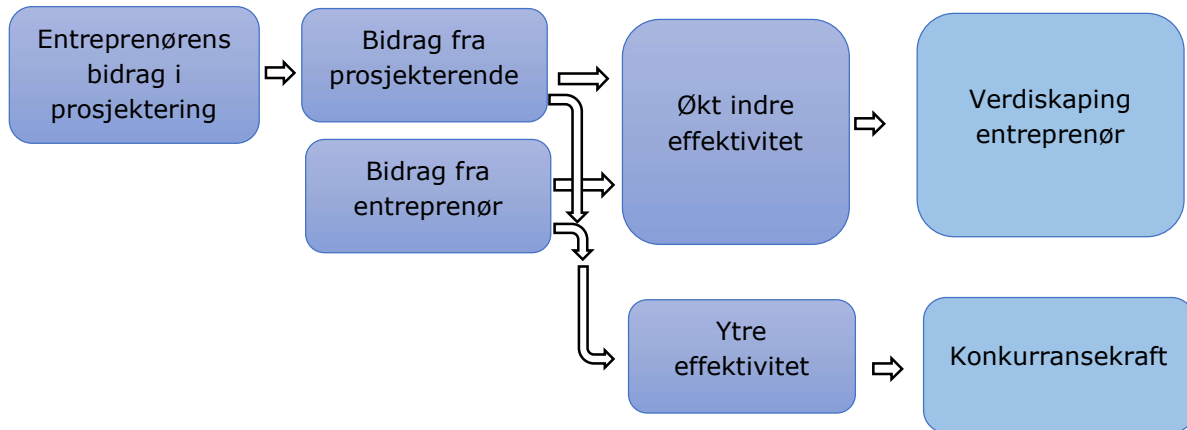 Entreprenørens
bidrag i
prosjektering
Bidrag fra
prosjekterende
Bidrag fra
entreprenør
Økt indre
effektivitet
Verdiskaping
entreprenør
Ytre
effektivitet
Konkurransekraft